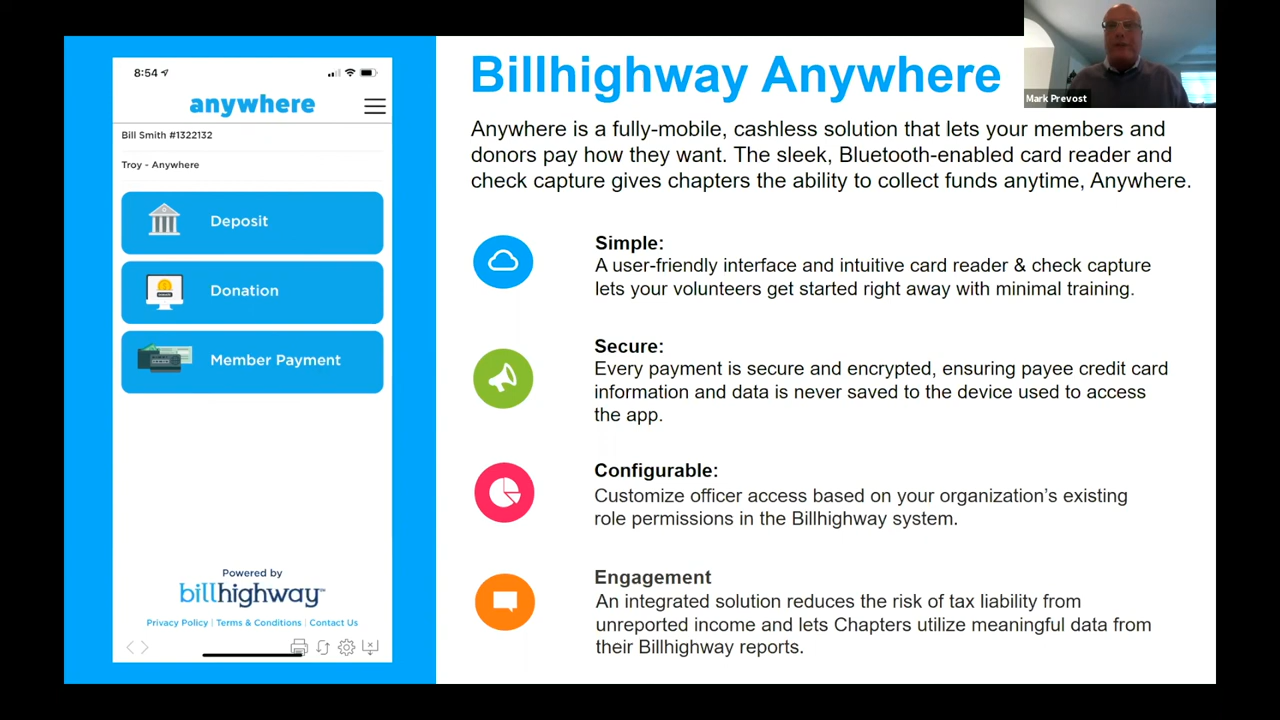 8:54
anywhere
Bill Smith #1322132
Troy - Anywhere
Deposit
Donation
Member Payment
Powered by
billhighway™
Privacy Policy | Terms & Conditions | Contact Us
Billhighway Anywhere
Anywhere is a fully-mobile, cashless solution that lets your members and
donors pay how they want. The sleek, Bluetooth-enabled card reader and
check capture gives chapters the ability to collect funds anytime, Anywhere.
Simple:
A user-friendly interface and intuitive card reader & check capture
lets your volunteers get started right away with minimal training.
Secure:
Every payment is secure and encrypted, ensuring payee credit card
information and data is never saved to the device used to access
the app.
Configurable:
Customize officer access based on your organization’s existing
role permissions in the Billhighway system.
Engagement
An integrated solution reduces the risk of tax liability from
unreported income and lets Chapters utilize meaningful data from
their Billhighway reports.
Mark Prevost